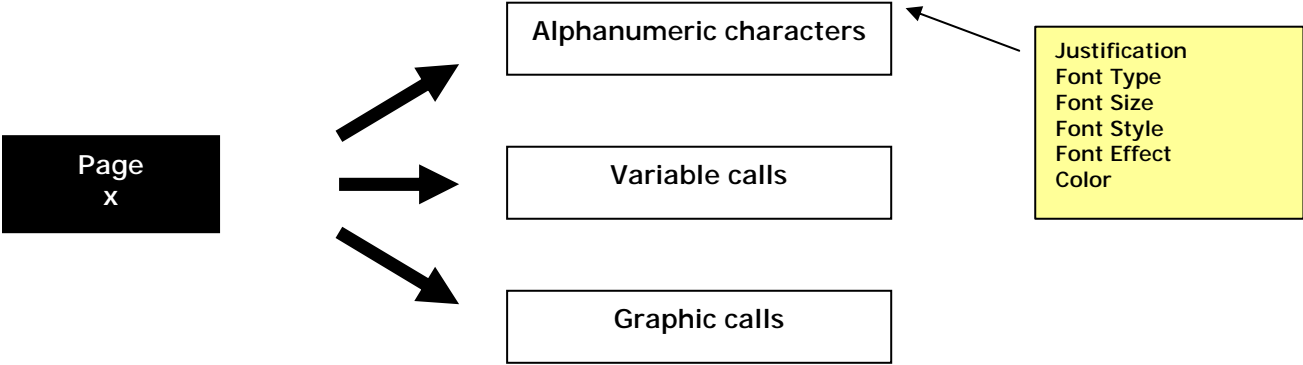 Page
x
Alphanumeric characters
Variable calls
Graphic calls
Justification
Font Type
Font Size
Font Style
Font Effect
Color